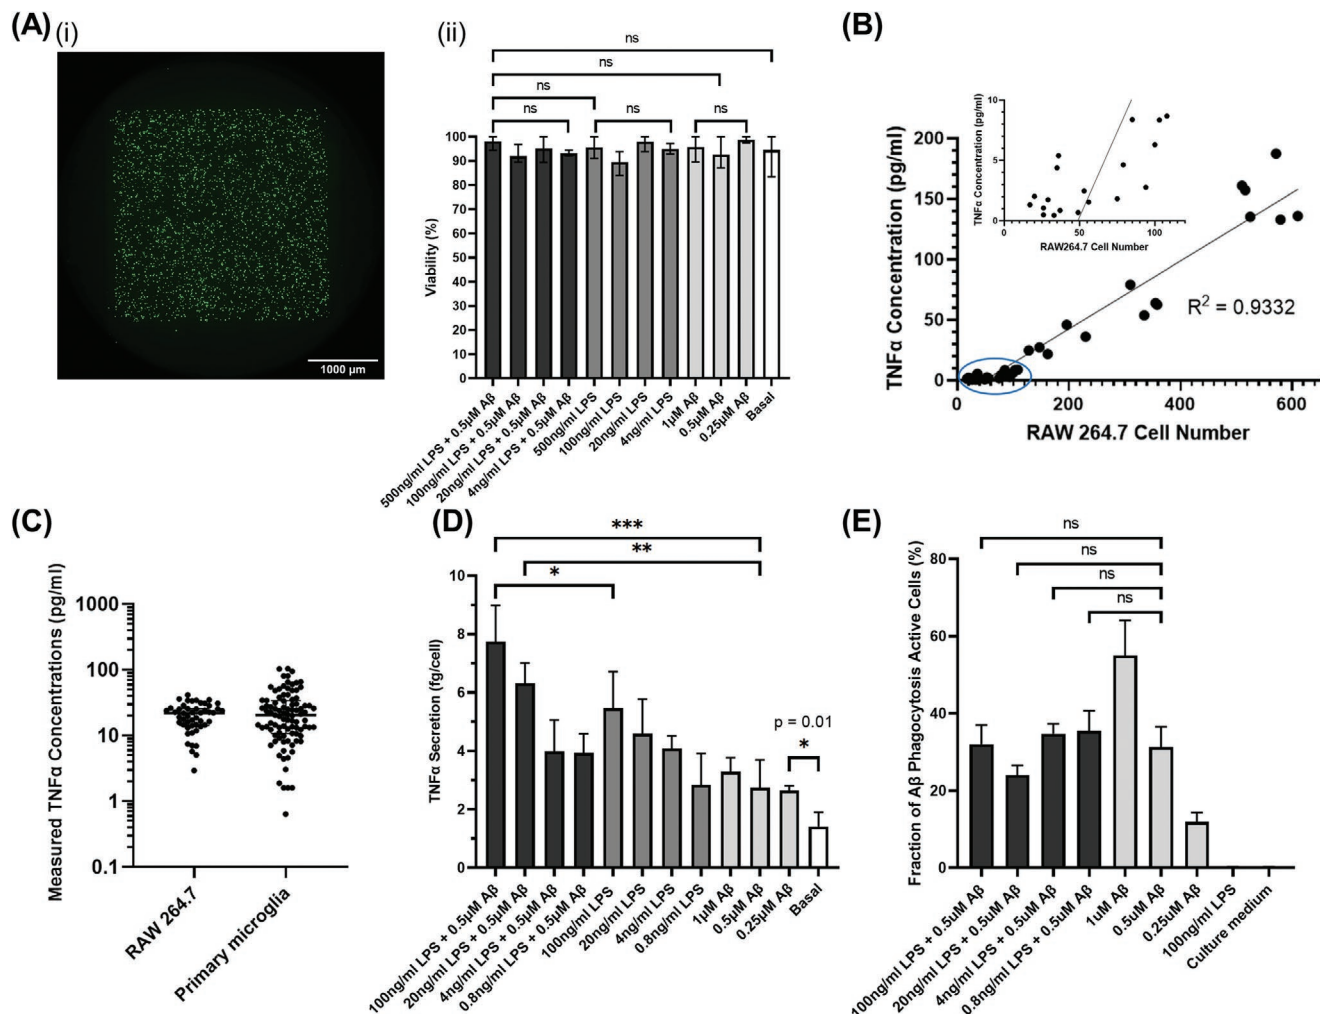 (A)
(i)
1000 µm
(ii)
ns
ns
ns
ns
ns
ns
Viability (%)
100
90
80
70
60
50
40
30
20
10
0
500ng/ml LPS + 0.5µM Aβ
100ng/ml LPS + 0.5µM Aβ
20ng/ml LPS + 0.5µM Aβ
4ng/ml LPS + 0.5µM Aβ
500ng/ml LPS
100ng/ml LPS
20ng/ml LPS
4ng/ml LPS
1µM Aβ
0.5µM Aβ
0.25µM Aβ
Basal
(B)
TNFα Concentration (pg/ml)
200
150
100
50
0
0
200
400
600
RAW 264.7 Cell Number
R² = 0.9332
TNFα Concentration (pg/ml)
10
5
0
0
50
100
RAW264.7 Cell Number
(C)
Measured TNFα Concentrations (pg/ml)
1000
100
10
1
0.1
RAW 264.7
Primary microglia
(D)
***
**
*
p = 0.01
*
TNFα Secretion (fg/cell)
10
8
6
4
2
0
100ng/ml LPS + 0.5µM Aβ
20ng/ml LPS + 0.5µM Aβ
4ng/ml LPS + 0.5µM Aβ
0.8ng/ml LPS + 0.5µM Aβ
100ng/ml LPS
20ng/ml LPS
4ng/ml LPS
0.8ng/ml LPS
1µM Aβ
0.5µM Aβ
0.25µM Aβ
Basal
(E)
ns
ns
ns
ns
Fraction of Aβ Phagocytosis Active Cells (%)
80
60
40
20
0
100ng/ml LPS + 0.5uM Aβ
20ng/ml LPS + 0.5uM Aβ
4ng/ml LPS + 0.5uM Aβ
0.8ng/ml LPS + 0.5uM Aβ
1uM Aβ
0.5uM Aβ
0.25uM Aβ
100ng/ml LPS
Culture medium